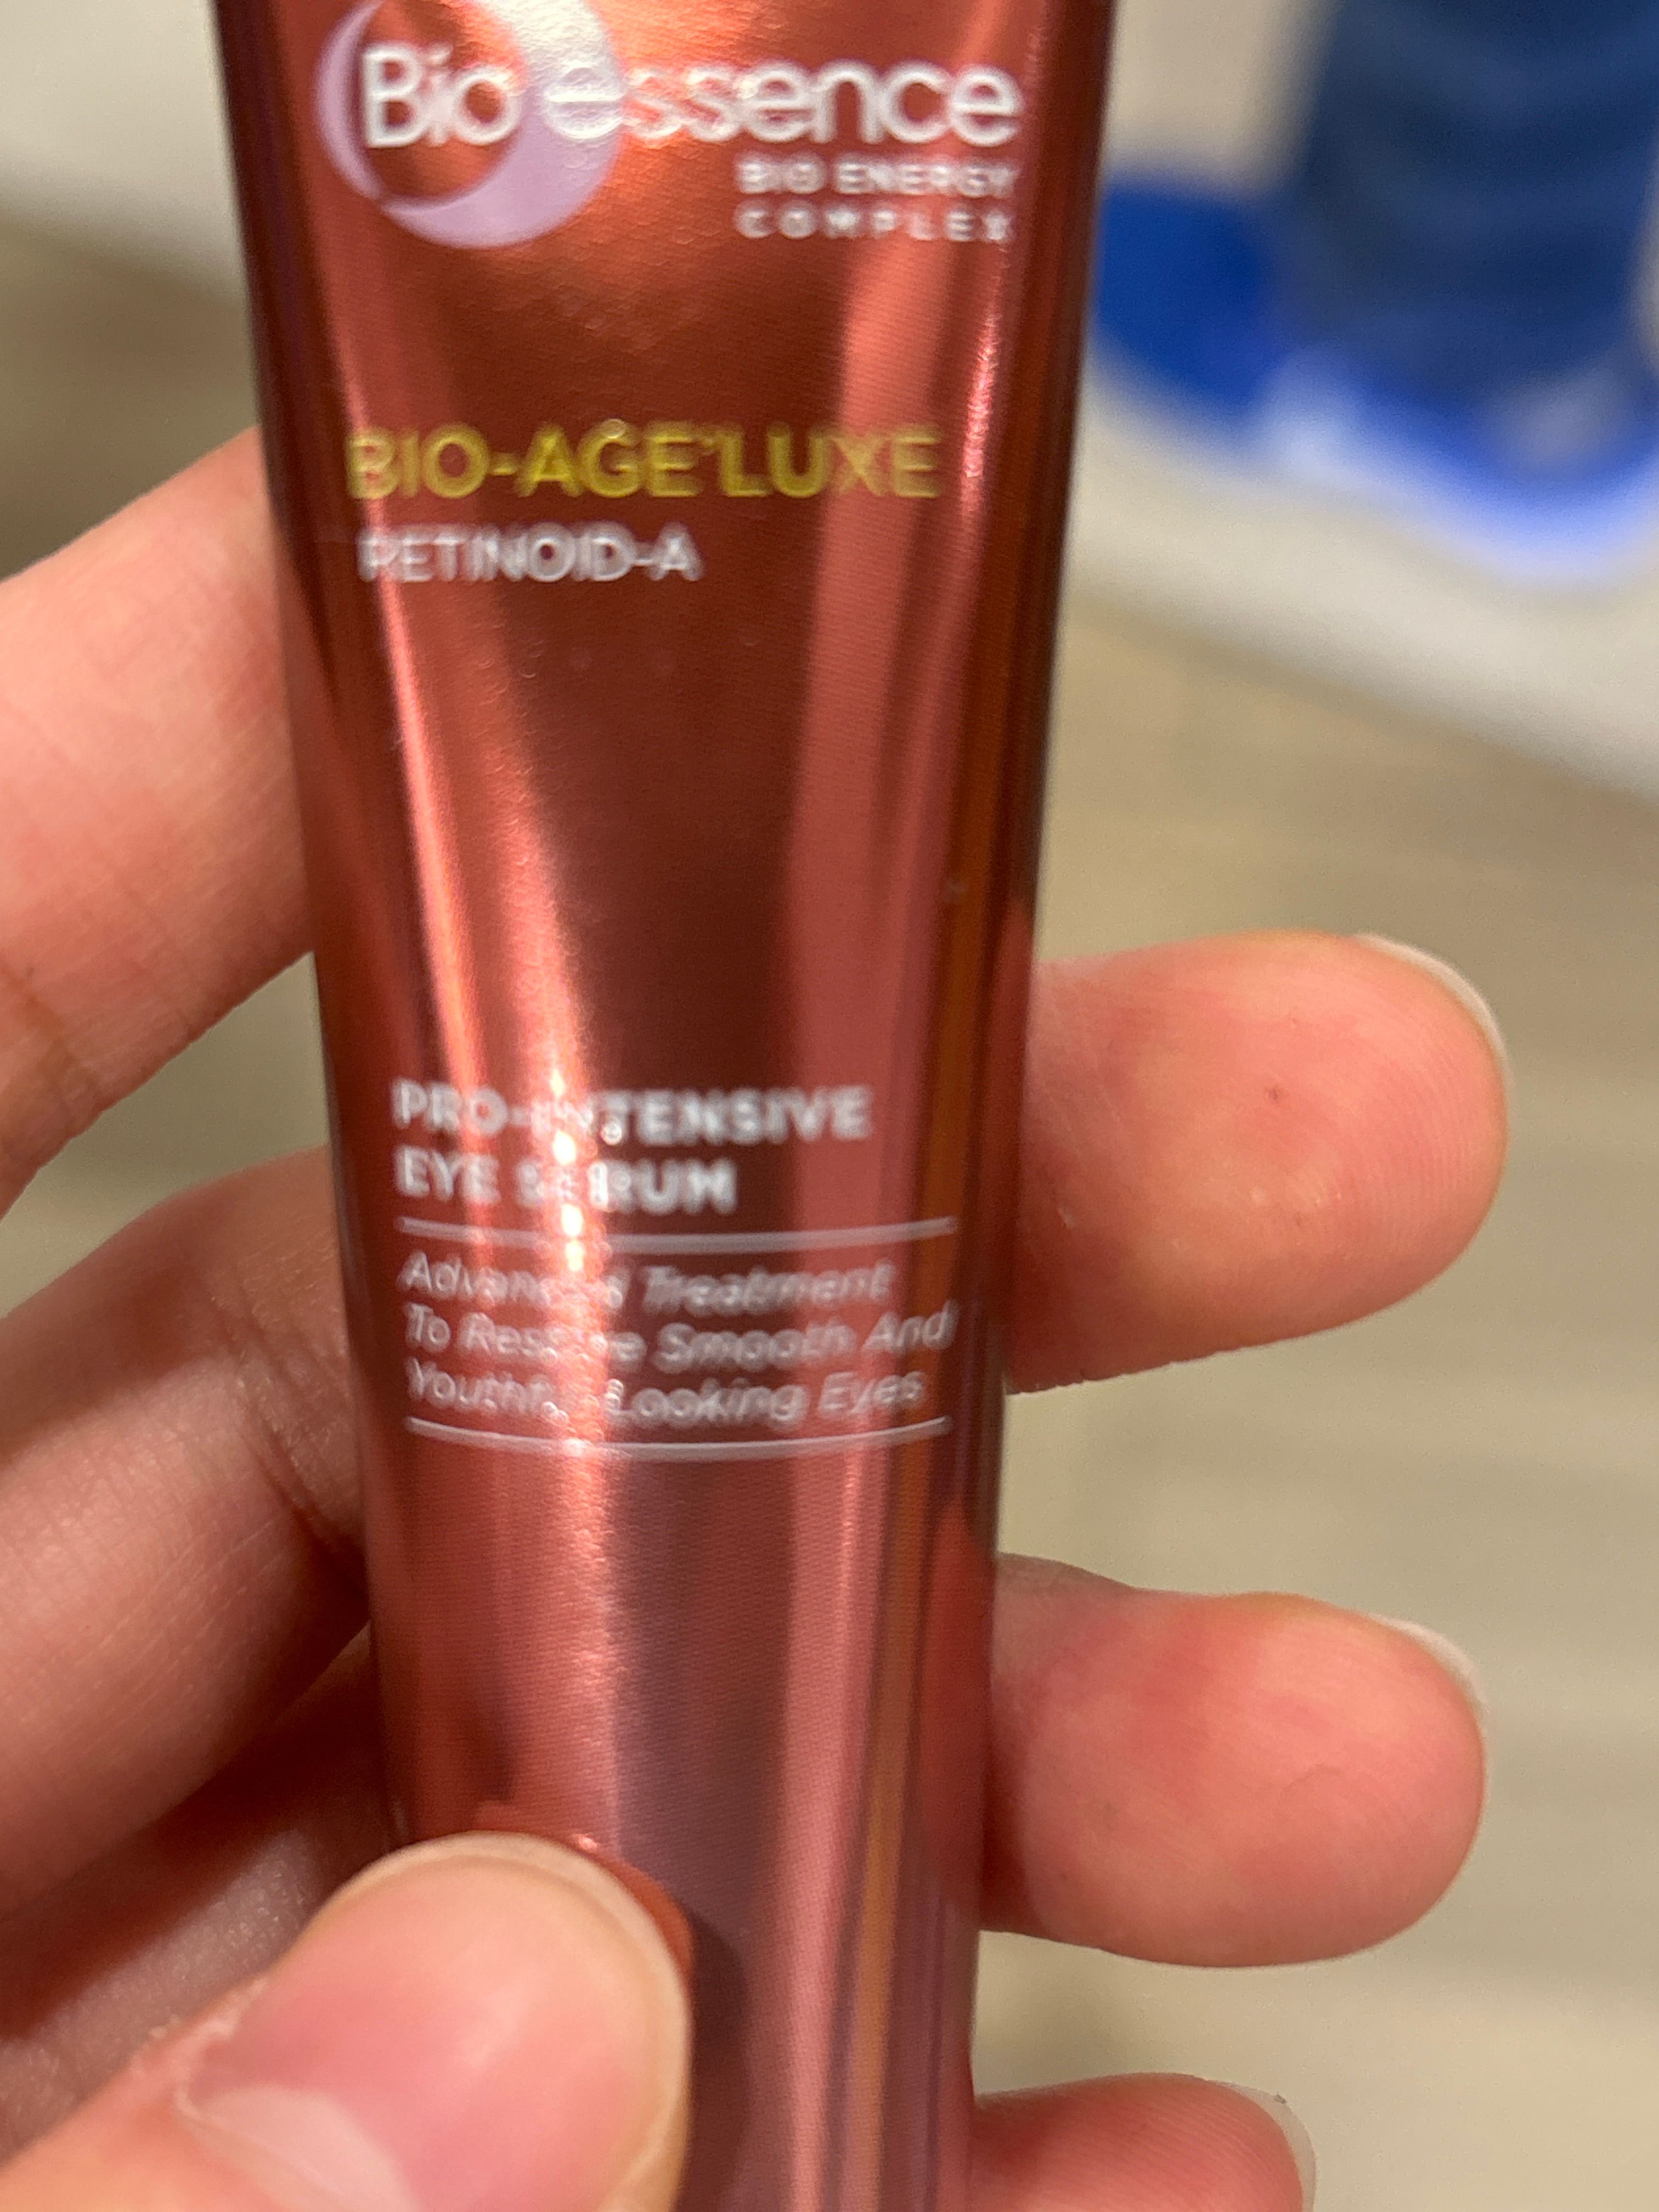 Bio essence
BIO ENERGY
COMPLEX
BIO-AGE'LUXE
RETINOID-A
PRO-INTENSIVE
EYE SERUM
Advanced Treatment
To Restore Smooth And
Youthful Looking Eyes